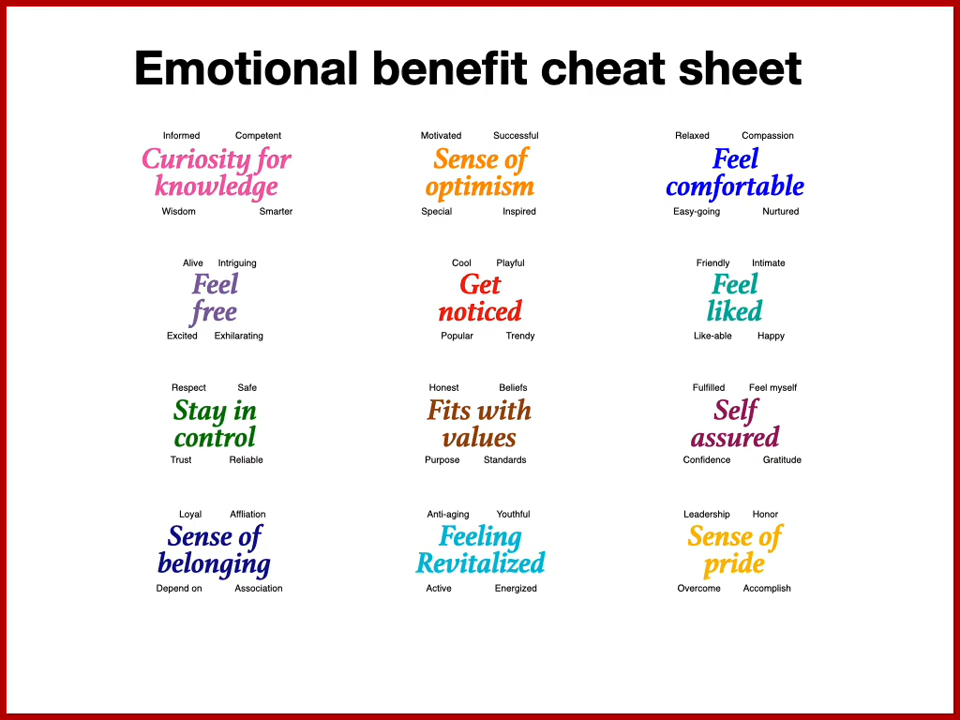 Emotional benefit cheat sheet
Informed Competent
Curiosity for
knowledge
Wisdom Smarter
Motivated Successful
Sense of
optimism
Special Inspired
Relaxed Compassion
Feel
comfortable
Easy-going Nurtured
Alive Intriguing
Feel
free
Excited Exhilarating
Cool Playful
Get
noticed
Popular Trendy
Friendly Intimate
Feel
liked
Like-able Happy
Respect Safe
Stay in
control
Trust Reliable
Honest Beliefs
Fits with
values
Purpose Standards
Fulfilled Feel myself
Self
assured
Confidence Gratitude
Loyal Affliation
Sense of
belonging
Depend on Association
Anti-aging Youthful
Feeling
Revitalized
Active Energized
Leadership Honor
Sense of
pride
Overcome Accomplish